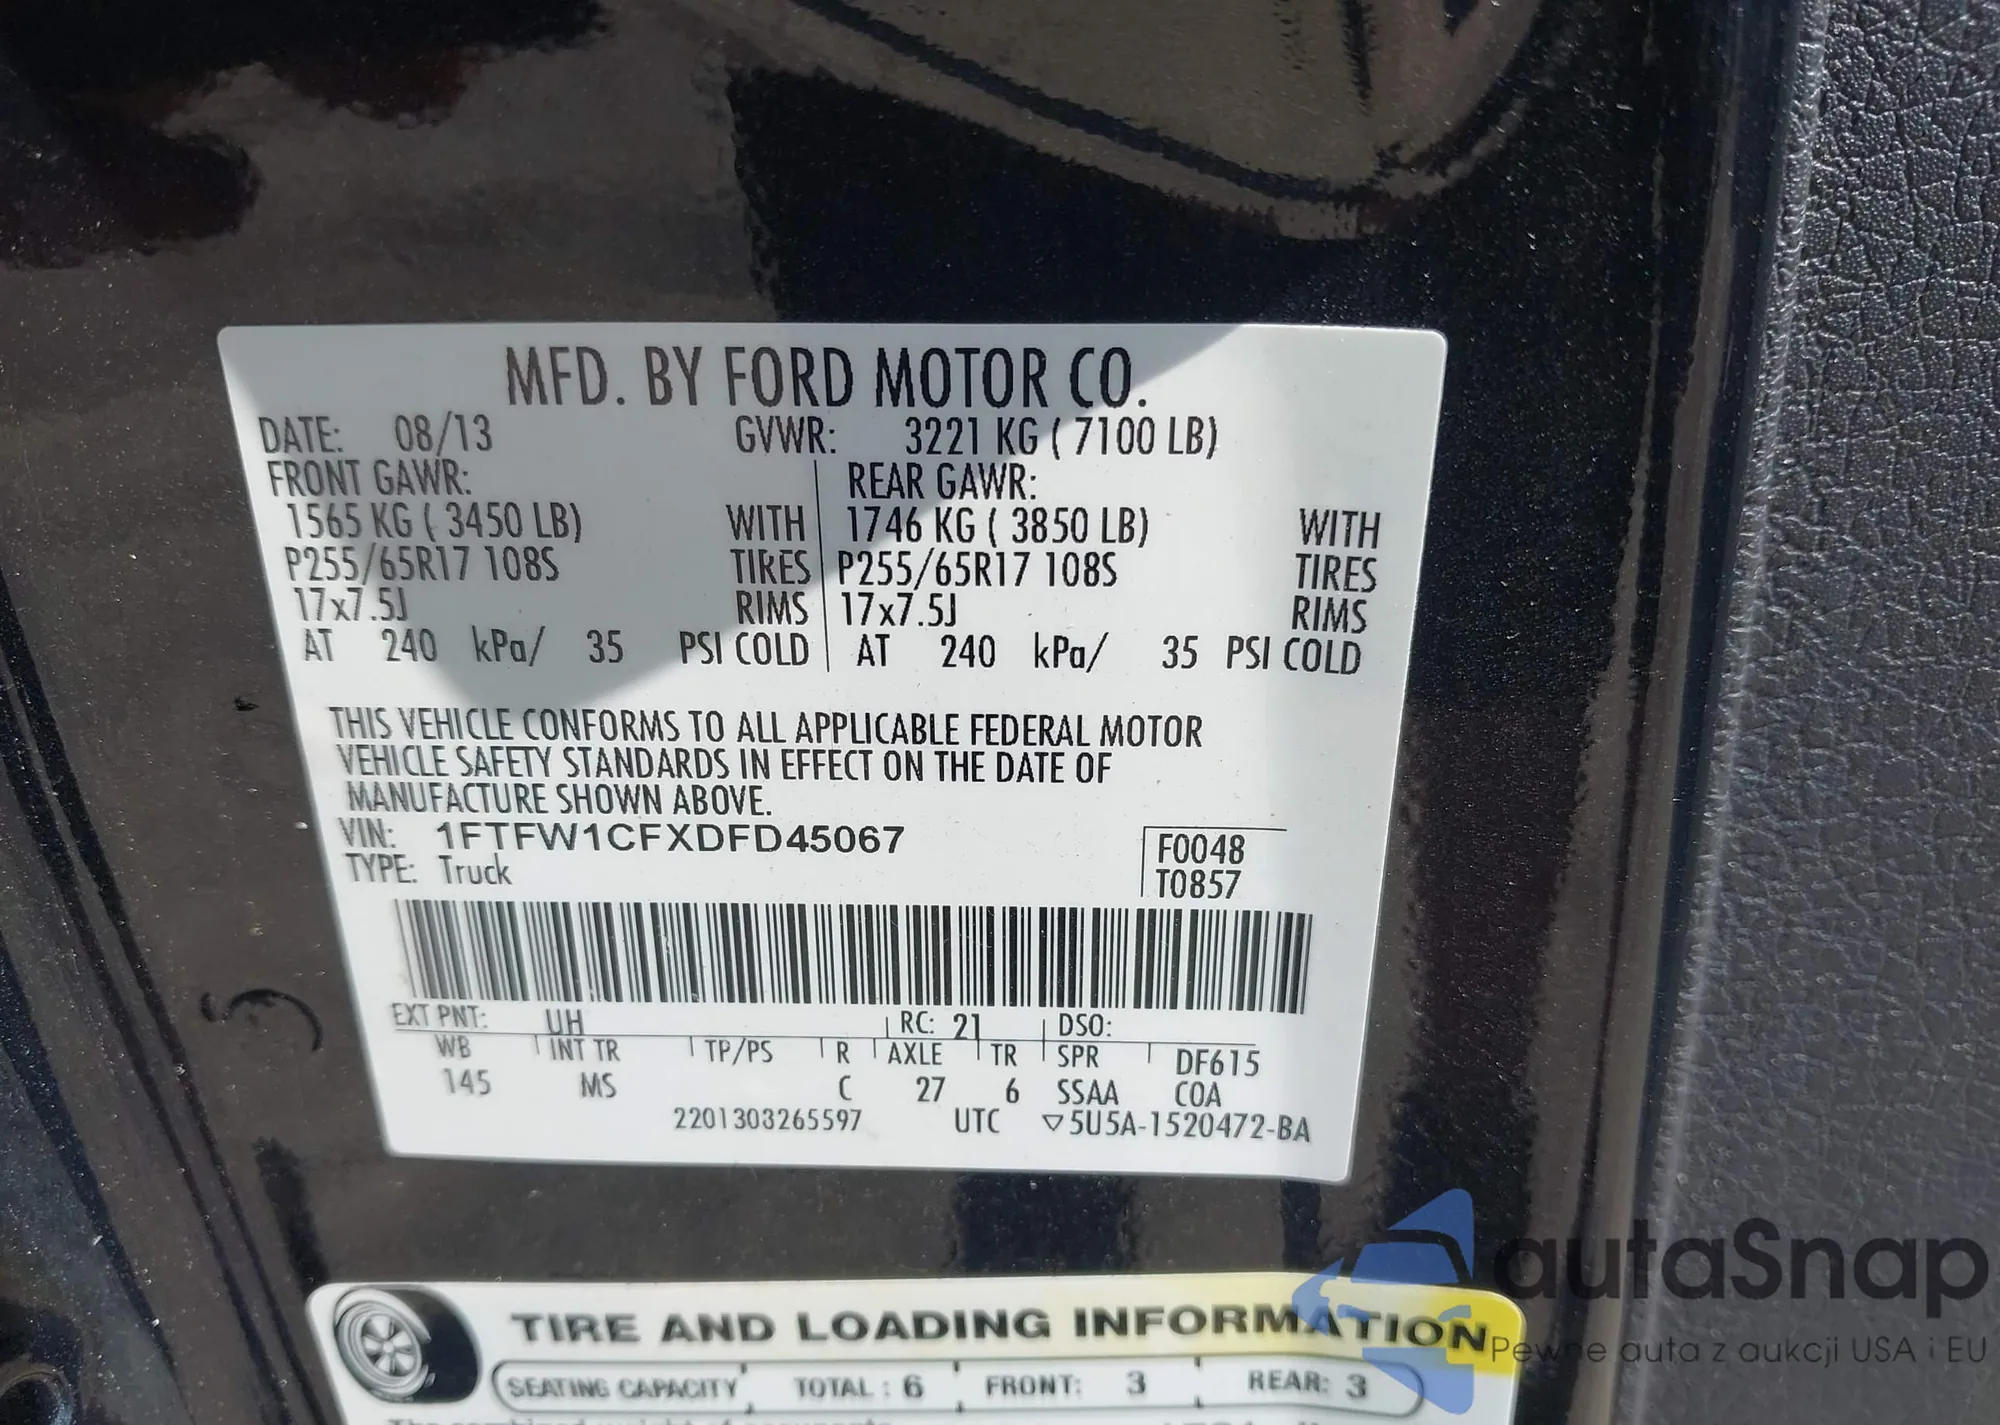 MFD. BY FORD MOTOR CO.
DATE: 08/13 GVWR: 3221 KG ( 7100 LB)
FRONT GAWR: REAR GAWR:
1565 KG ( 3450 LB) WITH 1746 KG ( 3850 LB) WITH
P255/65R17 108S TIRES P255/65R17 108S TIRES
17x7.5J RIMS 17x7.5J RIMS
AT 240 kPa/ 35 PSI COLD AT 240 kPa/ 35 PSI COLD
THIS VEHICLE CONFORMS TO ALL APPLICABLE FEDERAL MOTOR
VEHICLE SAFETY STANDARDS IN EFFECT ON THE DATE OF
MANUFACTURE SHOWN ABOVE.
VIN: 1FTFW1CFXDFD45067 F0048
TYPE: Truck T0857
EXT PNT: UH RC: 21 DSO:
WB INT TR TP/PS R AXLE TR SPR DF615
145 MS C 27 6 SSAA COA
2201303265597 UTC ▽5U5A-1520472-BA
TIRE AND LOADING INFORMATION
SEATING CAPACITY TOTAL : 6 FRONT: 3 REAR: 3
autaSnap
Pewne auta z aukcji USA i EU